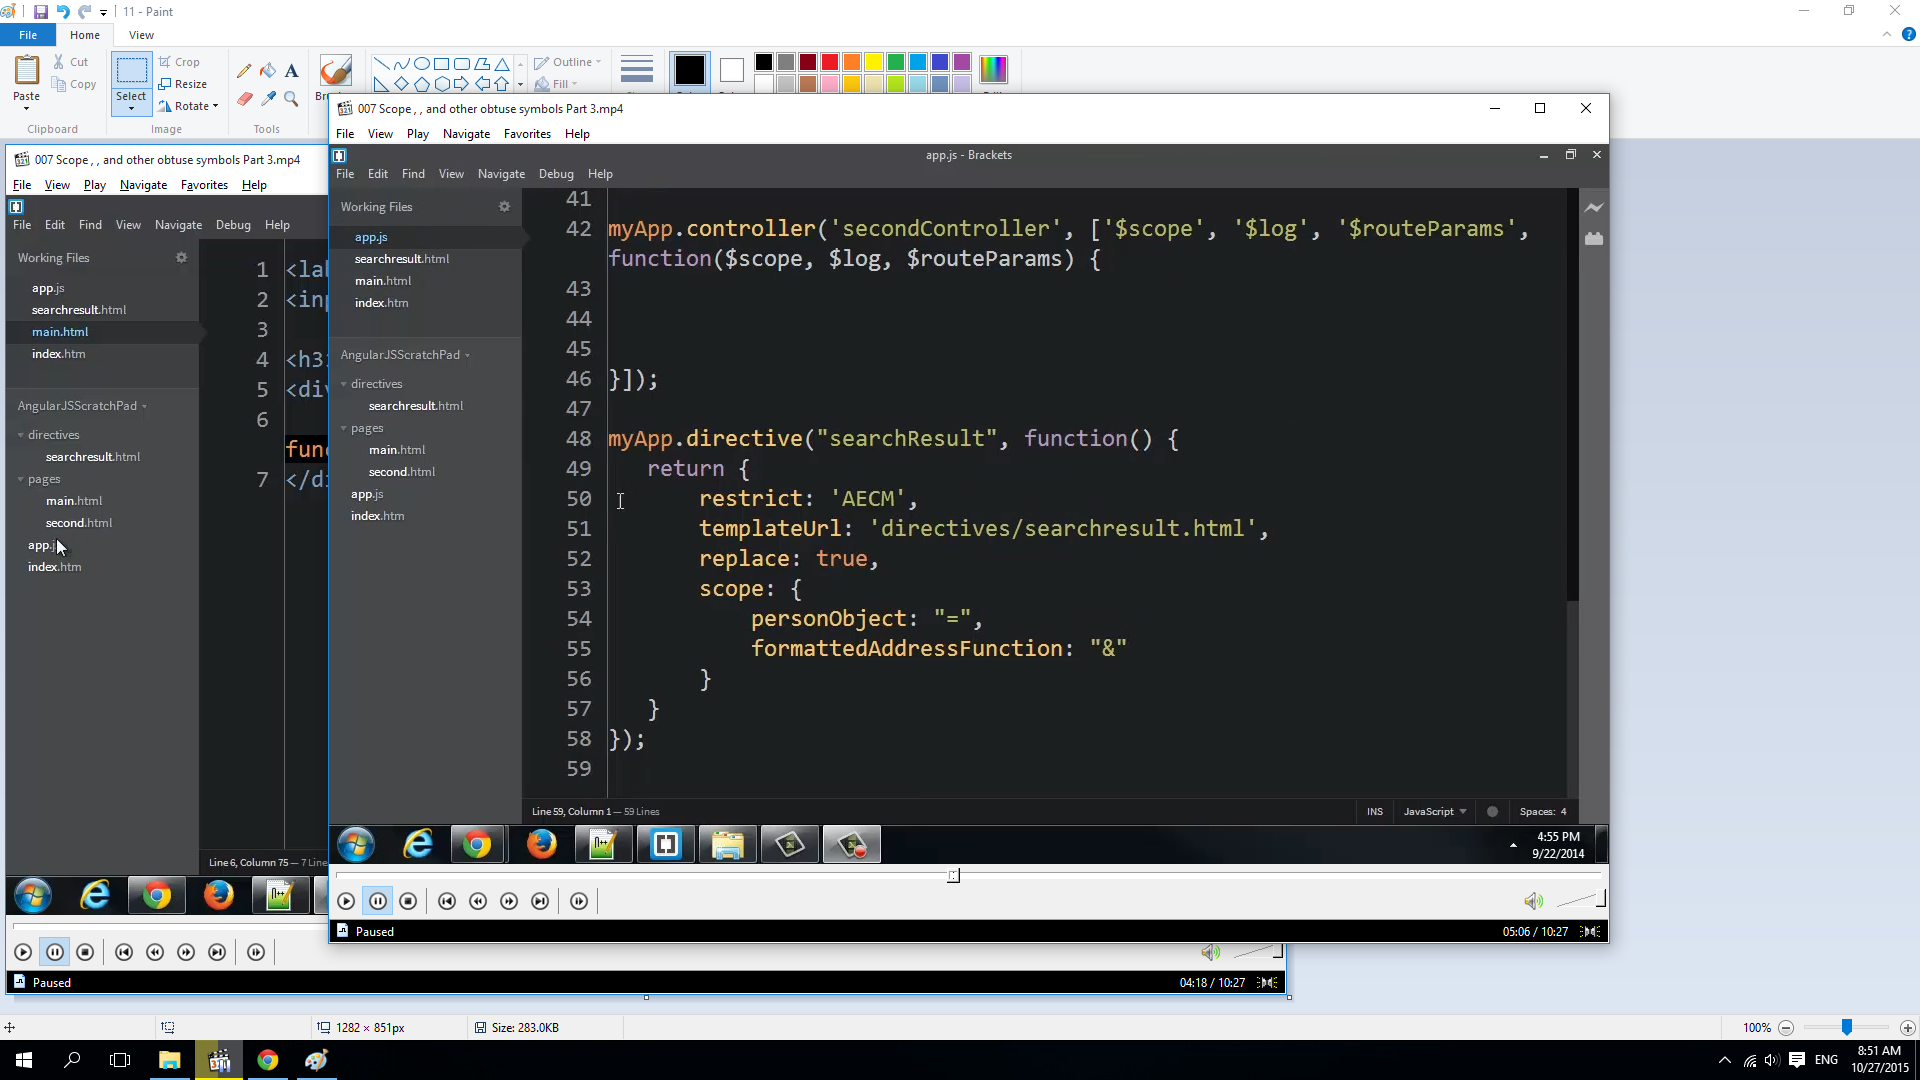 11 - Paint
File
Home
View
Paste
Cut
Copy
Clipboard
Select
Crop
Resize
Rotate
Image
Tools
Outline
Fill
007 Scope , , and other obtuse symbols Part 3.mp4
File View Play Navigate Favorites Help
File Edit Find View Navigate Debug Help
Working Files
app.js
searchresult.html
main.html
index.htm
AngularJSScratchPad
directives
searchresult.html
pages
main.html
second.html
app.j
index.htm
1 <lab
2 <inp
3
4 <h3
5 <div
6
func
7 </di
Line 6, Column 75 — 7 Line
Paused
04:18 / 10:27
007 Scope , , and other obtuse symbols Part 3.mp4
File View Play Navigate Favorites Help
app.js - Brackets
File Edit Find View Navigate Debug Help
Working Files
app.js
searchresult.html
main.html
index.htm
AngularJSScratchPad
directives
searchresult.html
pages
main.html
second.html
app.js
index.htm
41
42 myApp.controller('secondController', ['$scope', '$log', '$routeParams',
function($scope, $log, $routeParams) {
43
44
45
46 }]);
47
48 myApp.directive("searchResult", function() {
49 return {
50 restrict: 'AECM',
51 templateUrl: 'directives/searchresult.html',
52 replace: true,
53 scope: {
54 personObject: "=",
55 formattedAddressFunction: "&"
56 }
57 }
58 });
59
Line 59, Column 1 — 59 Lines
INS JavaScript Spaces: 4
4:55 PM
9/22/2014
Paused
05:06 / 10:27
1282 × 851px
Size: 283.0KB
100%
ENG
8:51 AM
10/27/2015